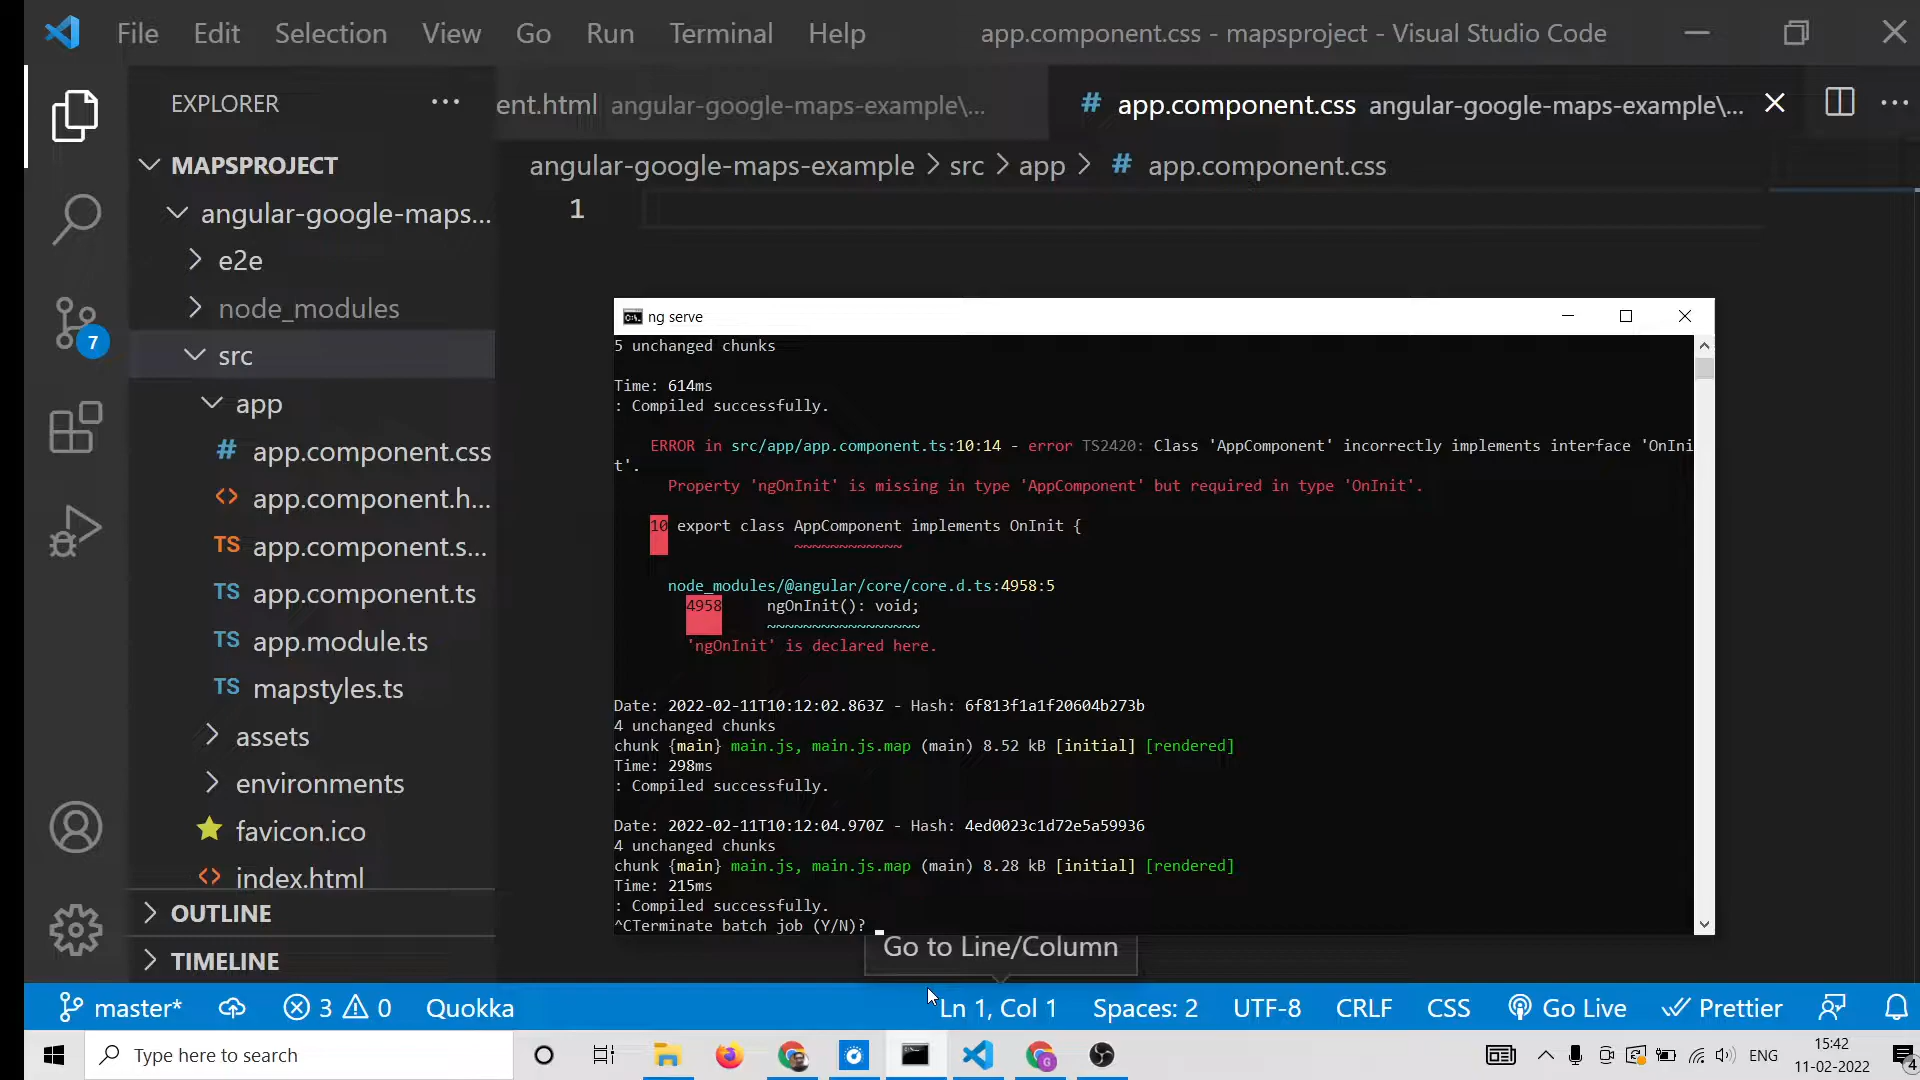 File Edit Selection View Go Run Terminal Help app.component.css - mapsproject - Visual Studio Code
EXPLORER
ent.html angular-google-maps-example\...
# app.component.css angular-google-maps-example\...
MAPSPROJECT
angular-google-maps-example > src > app > # app.component.css
angular-google-maps...
1
e2e
node_modules
src
app
# app.component.css
<> app.component.h...
TS app.component.s...
TS app.component.ts
TS app.module.ts
TS mapstyles.ts
assets
environments
favicon.ico
<> index.html
OUTLINE
TIMELINE
7
ng serve
5 unchanged chunks
Time: 614ms
: Compiled successfully.
ERROR in src/app/app.component.ts:10:14 - error TS2420: Class 'AppComponent' incorrectly implements interface 'OnIni
t'.
Property 'ngOnInit' is missing in type 'AppComponent' but required in type 'OnInit'.
10 export class AppComponent implements OnInit {
~~~~~~~~~~~~
node_modules/@angular/core/core.d.ts:4958:5
4958 ngOnInit(): void;
~~~~~~~~~~~~~~~~~
'ngOnInit' is declared here.
Date: 2022-02-11T10:12:02.863Z - Hash: 6f813f1a1f20604b273b
4 unchanged chunks
chunk {main} main.js, main.js.map (main) 8.52 kB [initial] [rendered]
Time: 298ms
: Compiled successfully.
Date: 2022-02-11T10:12:04.970Z - Hash: 4ed0023c1d72e5a59936
4 unchanged chunks
chunk {main} main.js, main.js.map (main) 8.28 kB [initial] [rendered]
Time: 215ms
: Compiled successfully.
^CTerminate batch job (Y/N)?
Go to Line/Column
master* 3 0 Quokka Ln 1, Col 1 Spaces: 2 UTF-8 CRLF CSS Go Live Prettier
Type here to search
ENG
15:42
11-02-2022
4